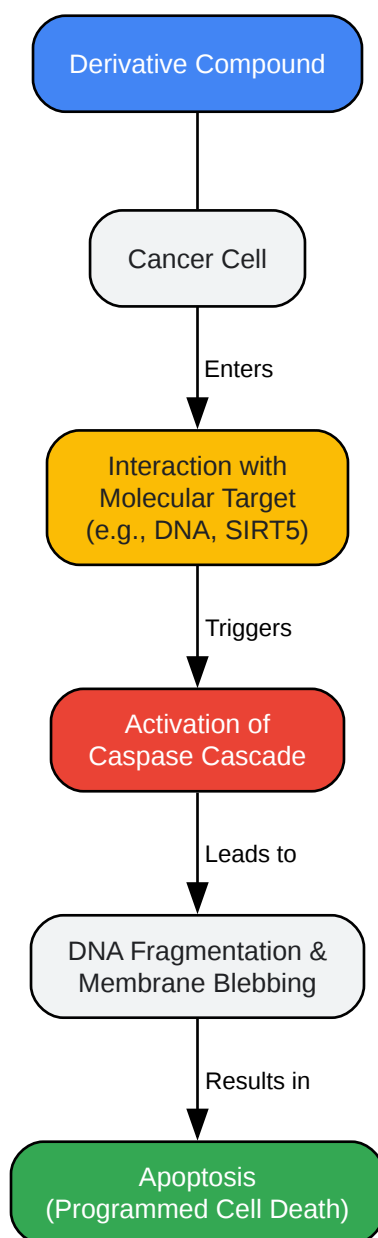 Derivative Compound
Cancer Cell
Enters
Interaction with
Molecular Target
(e.g., DNA, SIRT5)
Triggers
Activation of
Caspase Cascade
Leads to
DNA Fragmentation &
Membrane Blebbing
Results in
Apoptosis
(Programmed Cell Death)